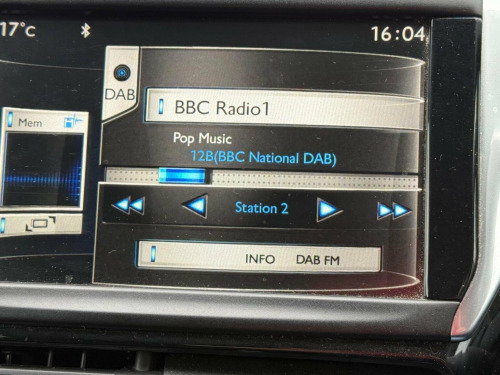 17°C 16:04
DAB
BBC Radio1
Mem
Pop Music
12B(BBC National DAB)
Station 2
INFO DAB FM